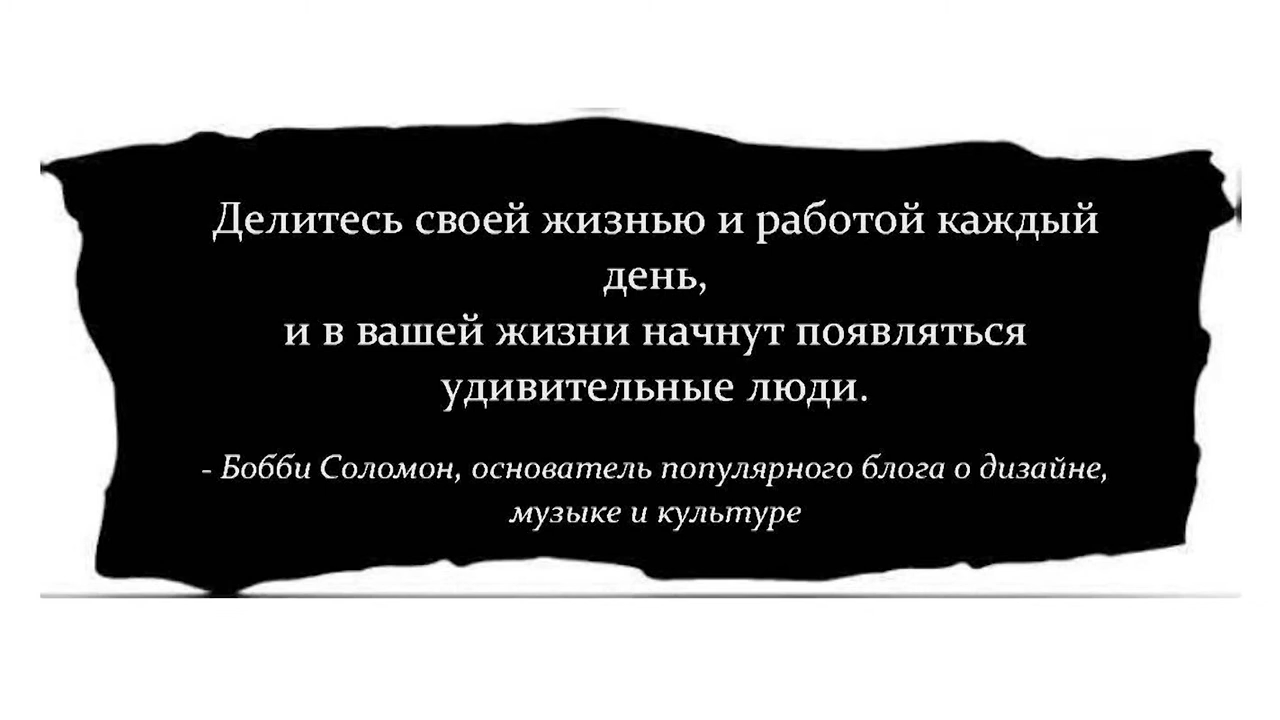 Делитесь своей жизнью и работой каждый
день,
и в вашей жизни начнут появляться
удивительные люди.
- Бобби Соломон, основатель популярного блога о дизайне,
музыке и культуре